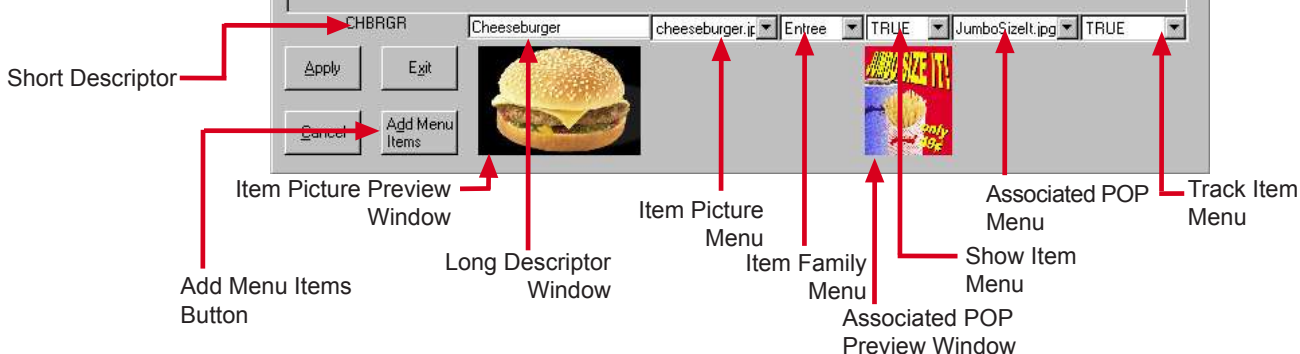 CHBRGR Cheeseburger cheeseburger.jp Entree TRUE JumboSizeIt.jpg TRUE
Short Descriptor
Apply Exit
JUMBO SIZE IT!
Cancel Add Menu
Items
only
49¢
Item Picture Preview
Window
Item Picture
Menu
Associated POP
Menu
Track Item
Menu
Long Descriptor
Window
Item Family
Menu
Show Item
Menu
Add Menu Items
Button
Associated POP
Preview Window